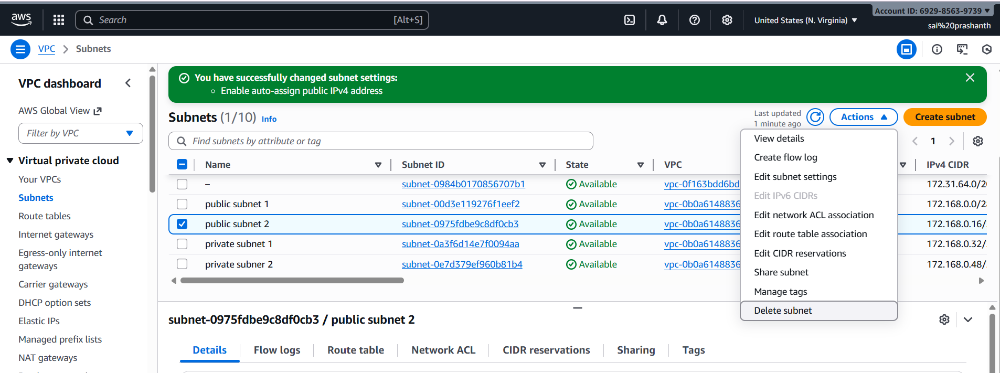 aws
Search [Alt+S]
United States (N. Virginia)
Account ID: 6929-8563-9739
sai%20prashanth
VPC
Subnets
VPC dashboard
AWS Global View
Filter by VPC
Virtual private cloud
Your VPCs
Subnets
Route tables
Internet gateways
Egress-only internet
gateways
Carrier gateways
DHCP option sets
Elastic IPs
Managed prefix lists
NAT gateways
You have successfully changed subnet settings:
Enable auto-assign public IPv4 address
Subnets (1/10) Info
Last updated
1 minute ago
Actions
Create subnet
Find subnets by attribute or tag
1
Name Subnet ID State VPC IPv4 CIDR
– subnet-0984b0170856707b1 Available vpc-0f163bdd6bd 172.31.64.0/20
public subnet 1 subnet-00d3e119276f1eef2 Available vpc-0b0a6148836 172.168.0.0/28
public subnet 2 subnet-0975fdbe9c8df0cb3 Available vpc-0b0a6148836 172.168.0.16/
private subnet 1 subnet-0a3f6d14e7f0094aa Available vpc-0b0a6148836 172.168.0.32/
private subner 2 subnet-0e7d379ef960b81b4 Available vpc-0b0a6148836 172.168.0.48/
View details
Create flow log
Edit subnet settings
Edit IPv6 CIDRs
Edit network ACL association
Edit route table association
Edit CIDR reservations
Share subnet
Manage tags
Delete subnet
subnet-0975fdbe9c8df0cb3 / public subnet 2
Details Flow logs Route table Network ACL CIDR reservations Sharing Tags